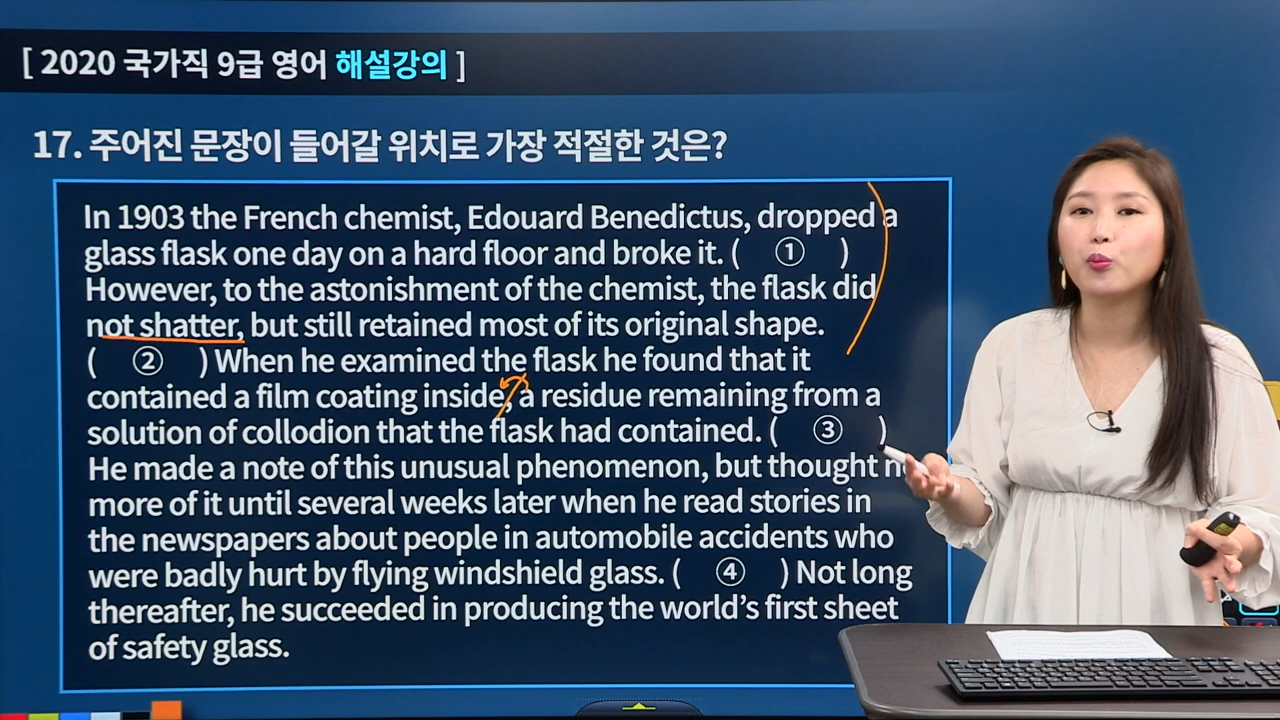 [ 2020 국가직 9급 영어 해설강의 ]
17. 주어진 문장이 들어갈 위치로 가장 적절한 것은?
In 1903 the French chemist, Edouard Benedictus, dropped a
glass flask one day on a hard floor and broke it. ( ① )
However, to the astonishment of the chemist, the flask did
not shatter, but still retained most of its original shape.
( ② ) When he examined the flask he found that it
contained a film coating inside, a residue remaining from a
solution of collodion that the flask had contained. ( ③ )
He made a note of this unusual phenomenon, but thought
more of it until several weeks later when he read stories in
the newspapers about people in automobile accidents who
were badly hurt by flying windshield glass. ( ④ ) Not long
thereafter, he succeeded in producing the world's first sheet
of safety glass.